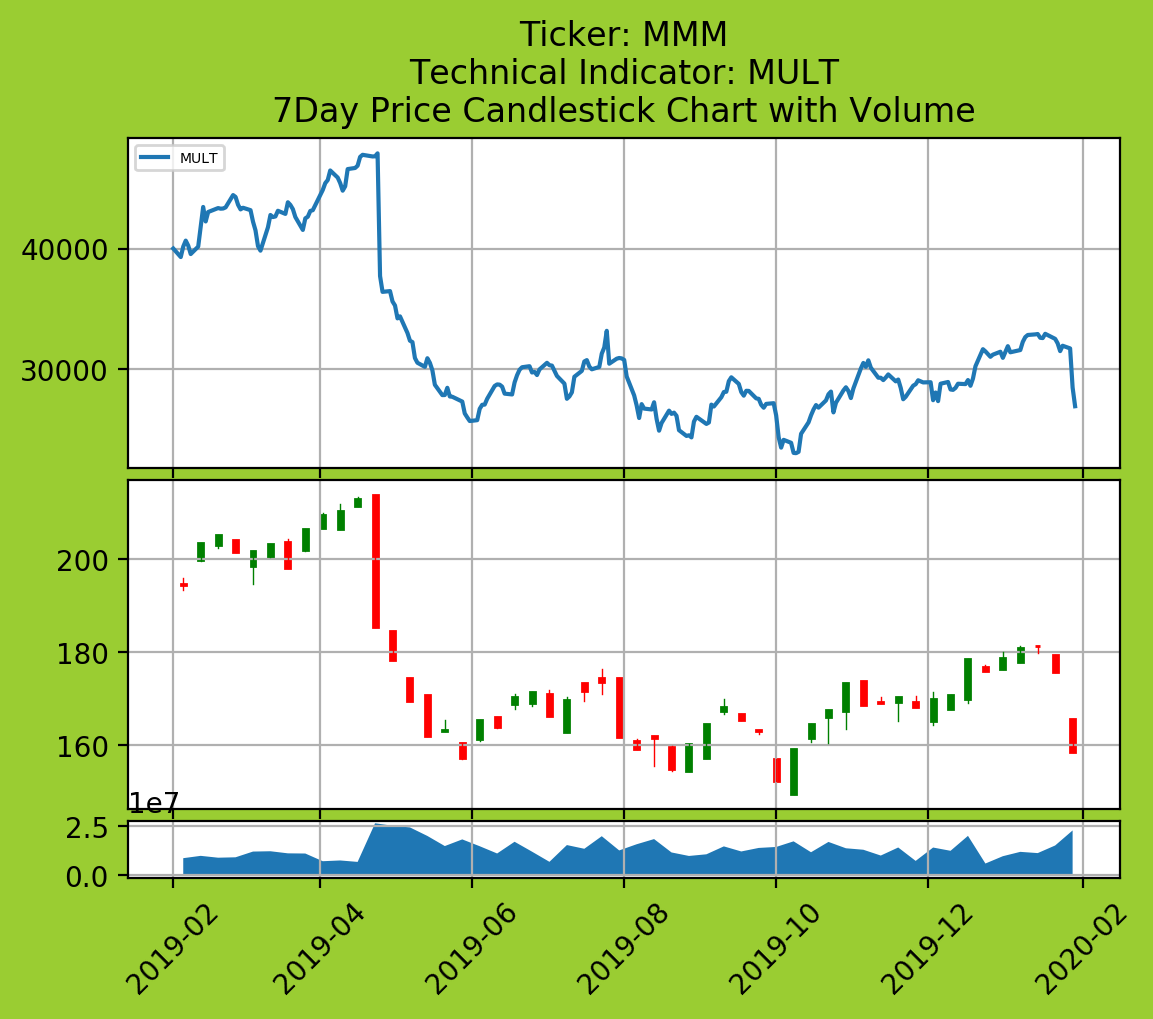 Ticker: MMM
Technical Indicator: MULT
7Day Price Candlestick Chart with Volume
MULT
40000
30000
200
180
160
1e7
2.5
0.0
2019-02
2019-04
2019-06
2019-08
2019-10
2019-12
2020-02